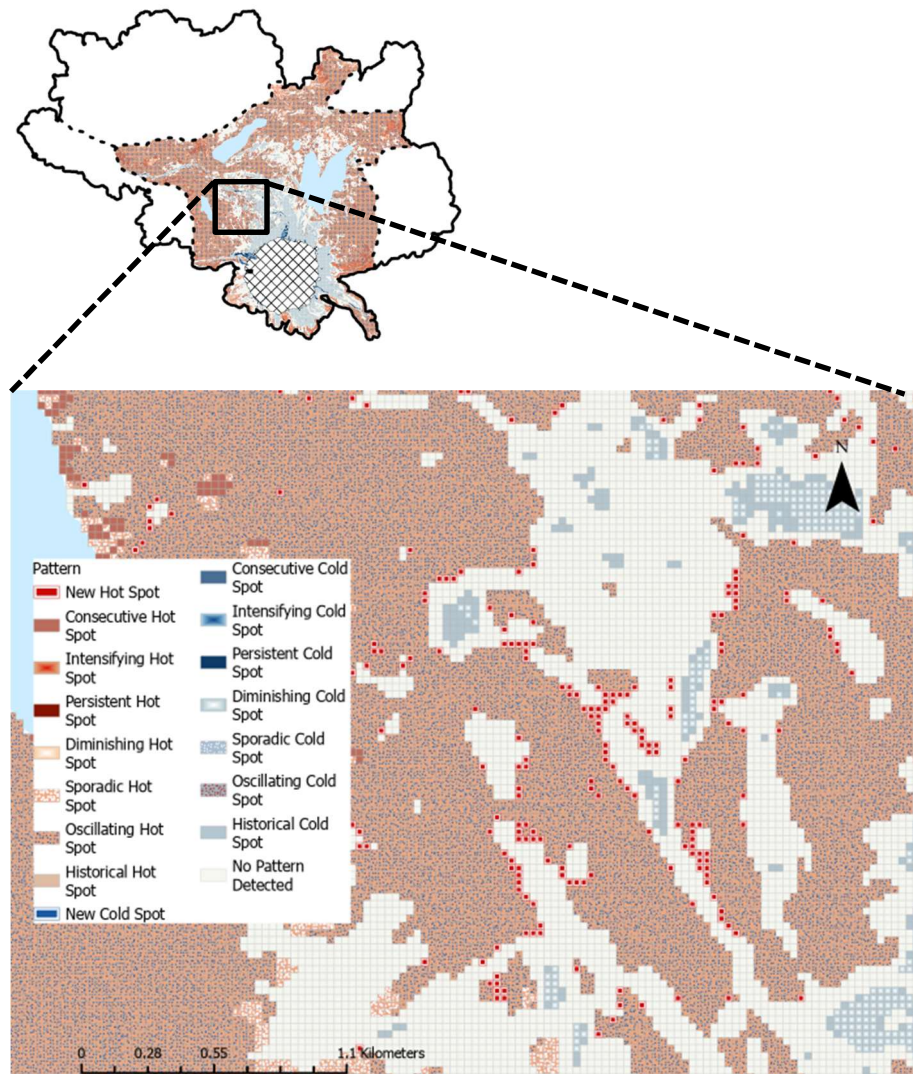 N
Pattern
New Hot Spot
Consecutive Hot
Spot
Intensifying Hot
Spot
Persistent Hot
Spot
Diminishing Hot
Spot
Sporadic Hot
Spot
Oscillating Hot
Spot
Historical Hot
Spot
New Cold Spot
Consecutive Cold
Spot
Intensifying Cold
Spot
Persistent Cold
Spot
Diminishing Cold
Spot
Sporadic Cold
Spot
Oscillating Cold
Spot
Historical Cold
Spot
No Pattern
Detected
0 0.28 0.55 1.1 Kilometers